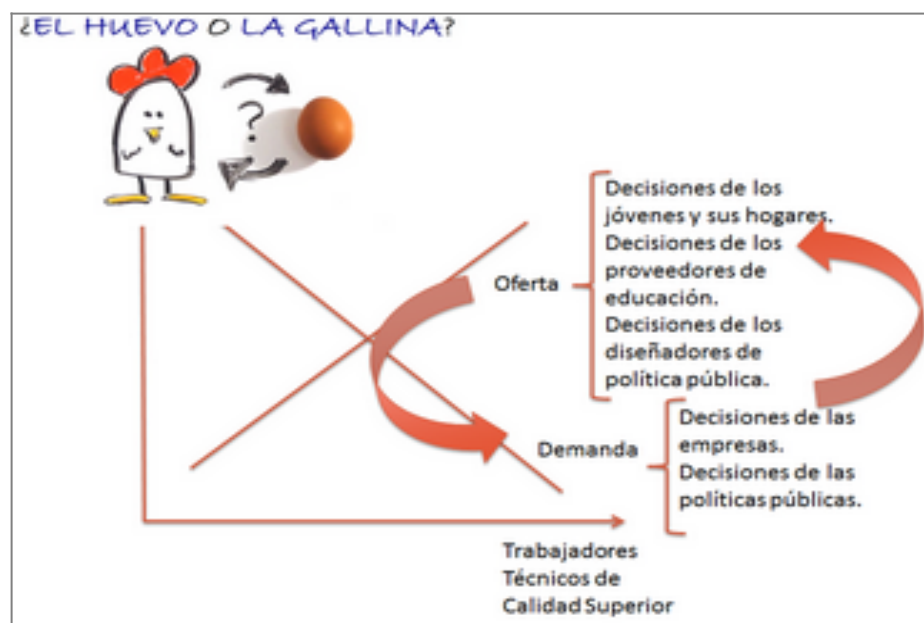 ¿EL HUEVO O LA GALLINA?
?
Decisiones de los
jóvenes y sus hogares.
Decisiones de los
proveedores de
educación.
Decisiones de los
diseñadores de
política pública.
Oferta
Decisiones de las
empresas.
Decisiones de las
políticas públicas.
Demanda
Trabajadores
Técnicos de
Calidad Superior